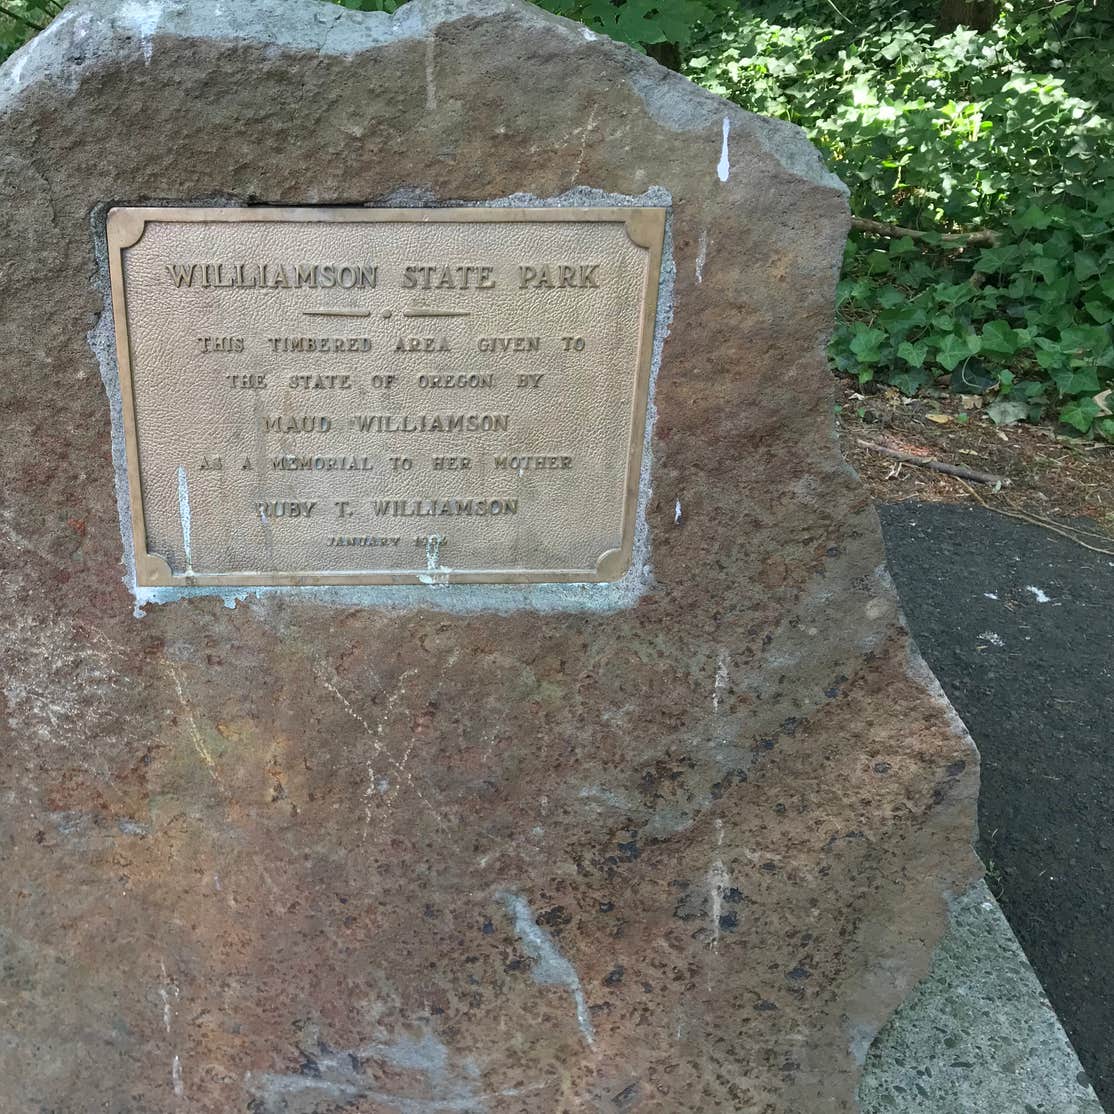 WILLIAMSON STATE PARK
THIS TIMBERED AREA GIVEN TO
THE STATE OF OREGON BY
MAUD WILLIAMSON
AS A MEMORIAL TO HER MOTHER
RUBY T. WILLIAMSON
JANUARY